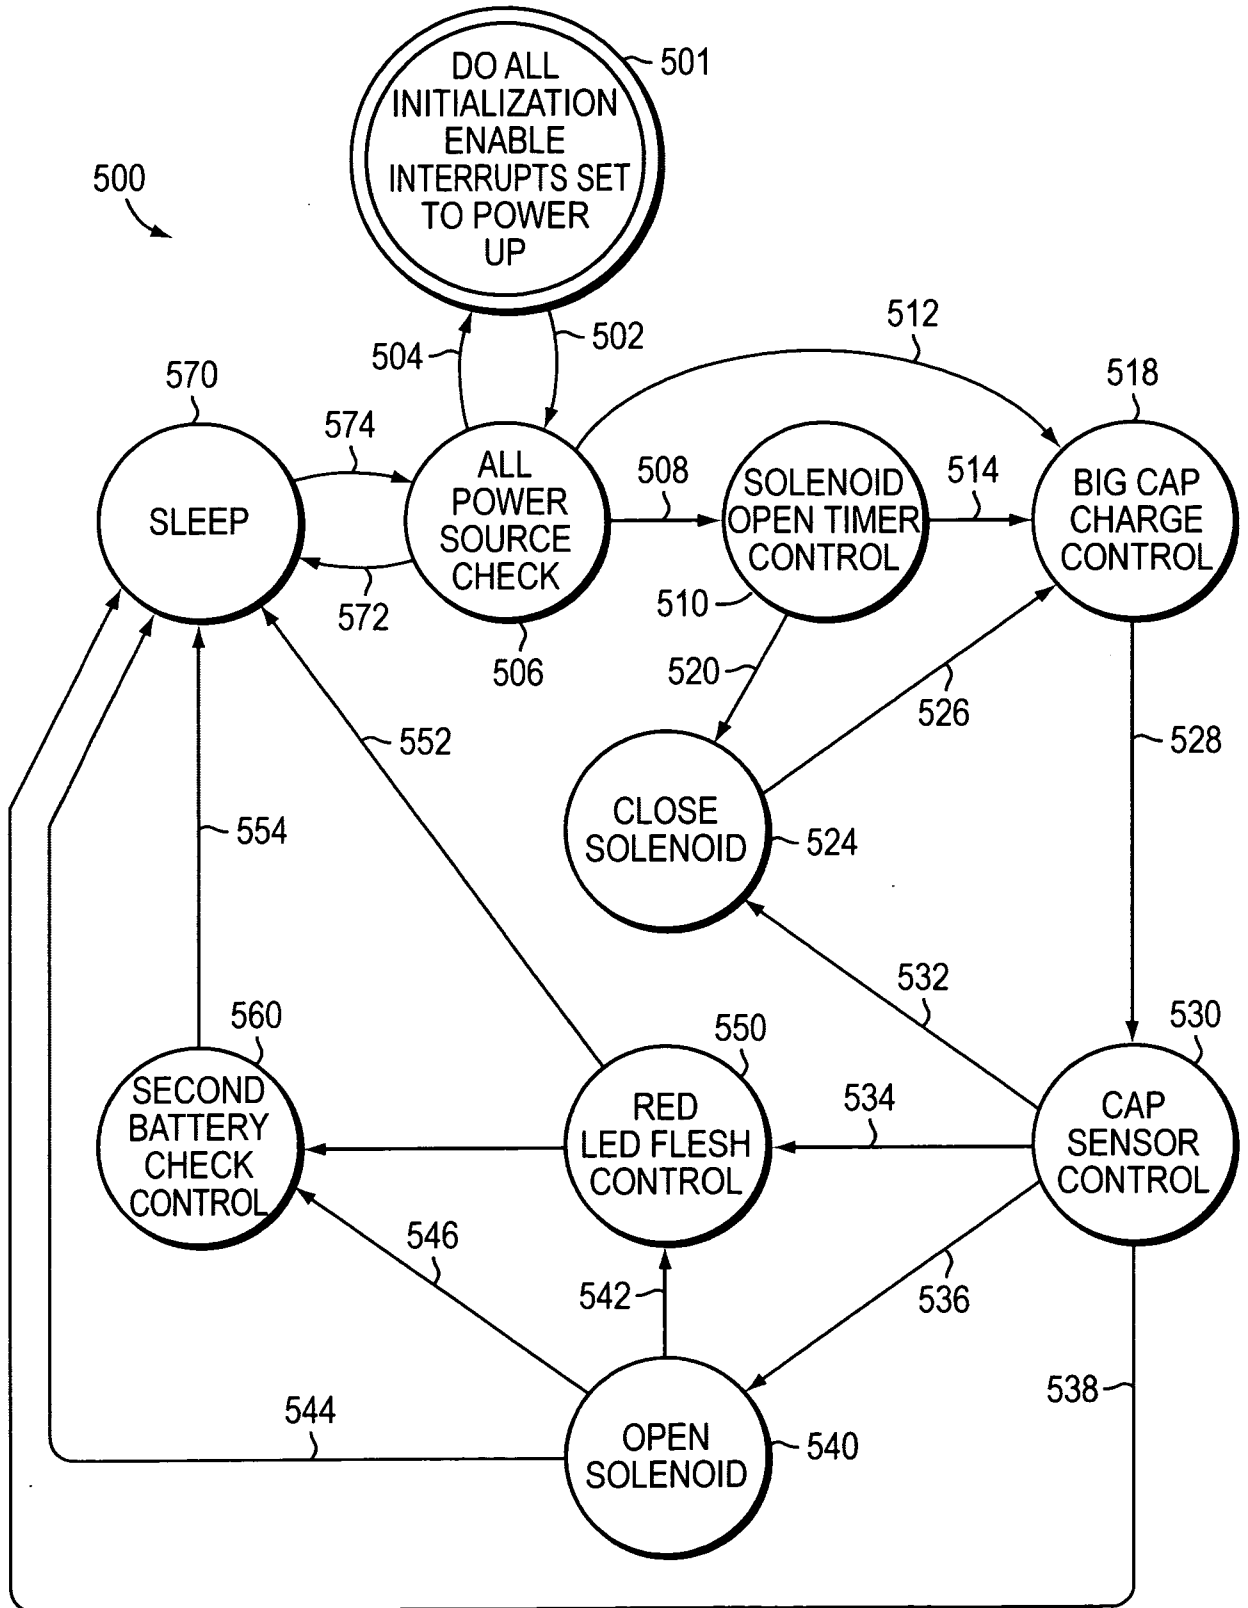 501
DO ALL
INITIALIZATION
ENABLE
INTERRUPTS SET
TO POWER
UP
500
504
502
512
570
574
518
SLEEP
ALL
POWER
SOURCE
CHECK
508
SOLENOID
OPEN TIMER
CONTROL
514
BIG CAP
CHARGE
CONTROL
572
506
510
520
526
528
552
CLOSE
SOLENOID
524
554
532
560
550
530
SECOND
BATTERY
CHECK
CONTROL
RED
LED FLESH
CONTROL
534
CAP
SENSOR
CONTROL
546
542
536
538
544
OPEN
SOLENOID
540